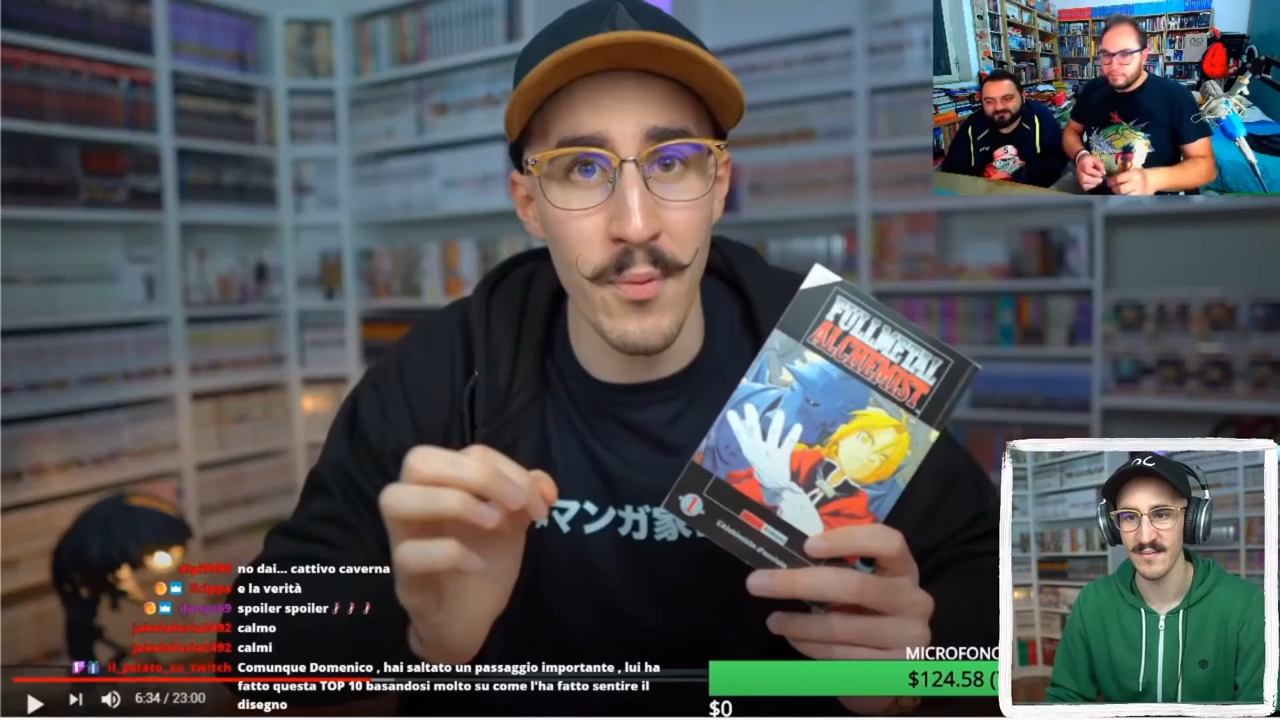 FULLMETAL
ALCHEMIST
1
マンガ家
no dai... cattivo caverna
e la verità
spoiler spoiler
calmo
calmi
il_pelato_su_twitch Comunque Domenico , hai saltato un passaggio importante , lui ha
fatto questa TOP 10 basandosi molto su come l'ha fatto sentire il
disegno
6:34 / 23:00
MICROFONO
$124.58 (
$0